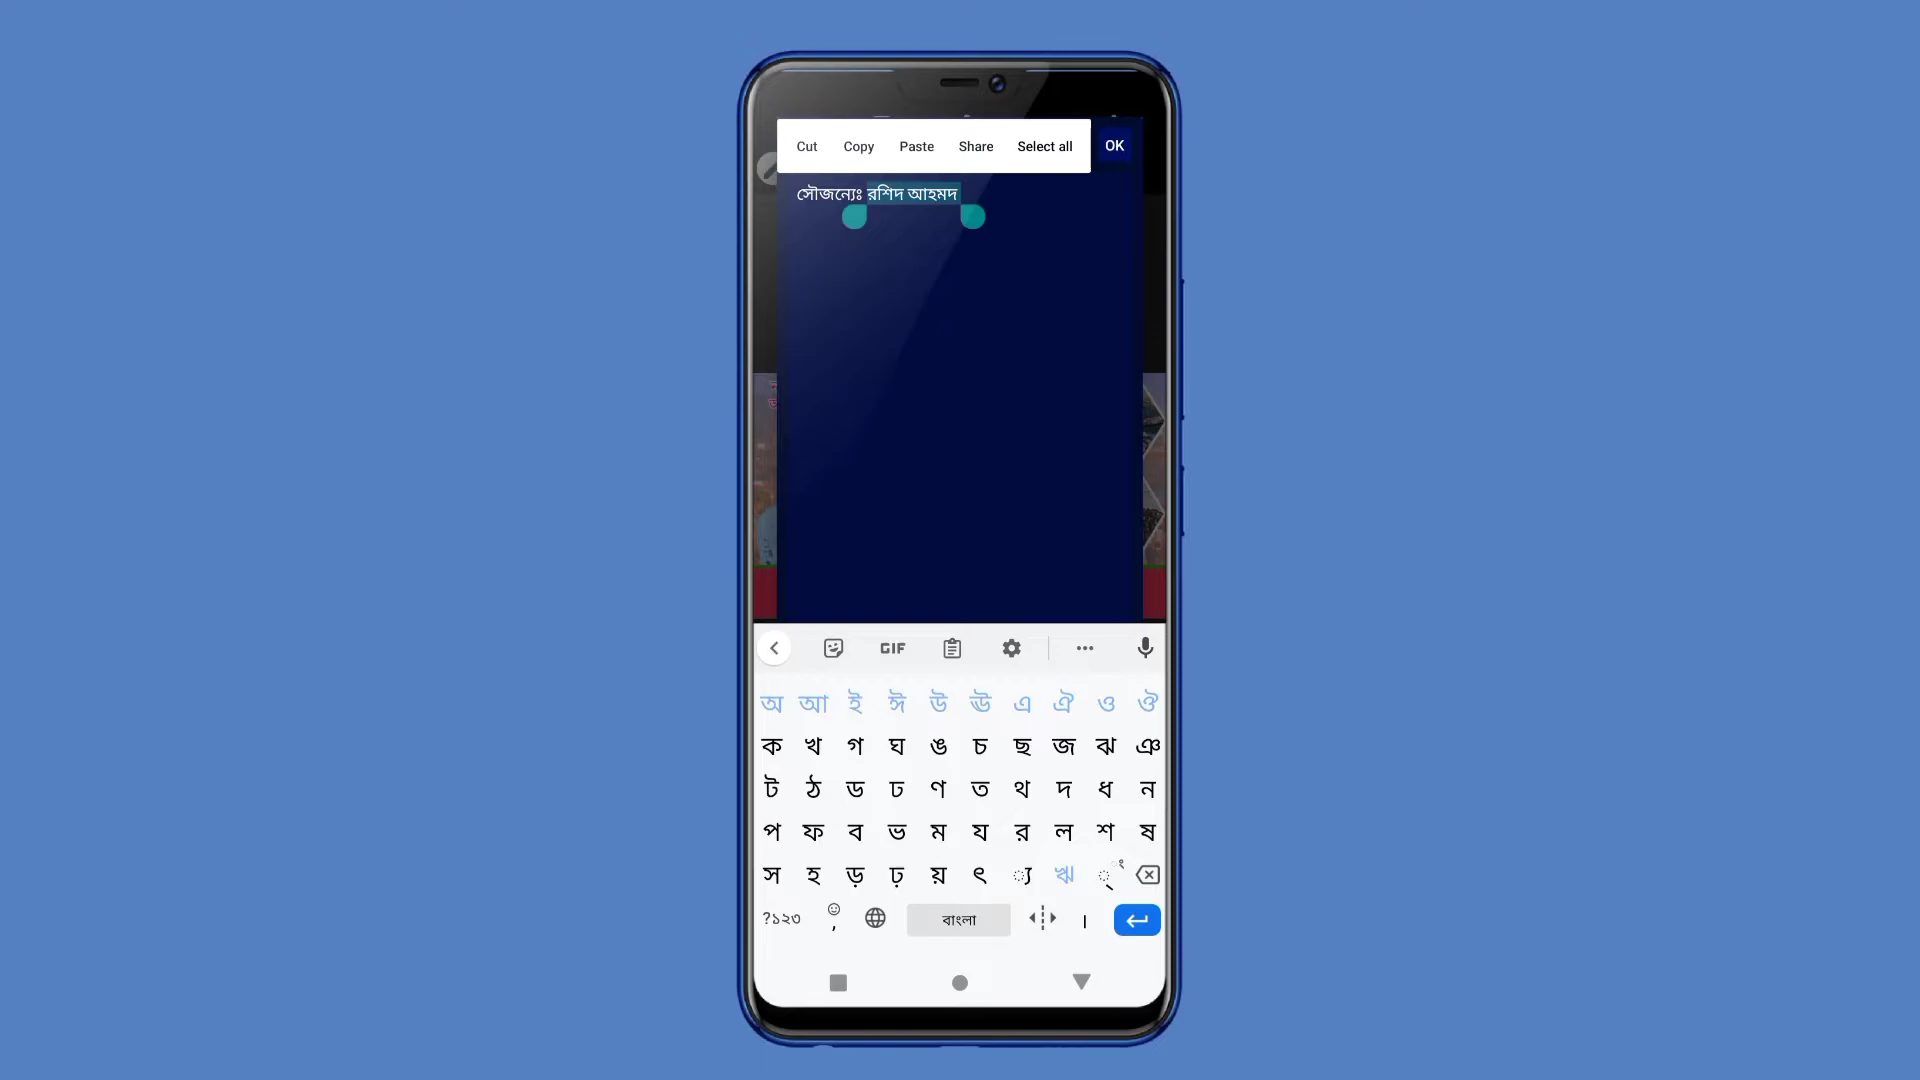 Cut Copy Paste Share Select all OK
সৌজন্যেঃ রশিদ আহমদ
GIF
অ আ ই ঈ উ ঊ এ ঐ ও ঔ
ক খ গ ঘ ঙ চ ছ জ ঝ ঞ
ট ঠ ড ঢ ণ ত থ দ ধ ন
প ফ ব ভ ম য র ল শ ষ
স হ ড় ঢ় য় ৎ ্য ঋ ্ ং
?১২৩ , বাংলা ।